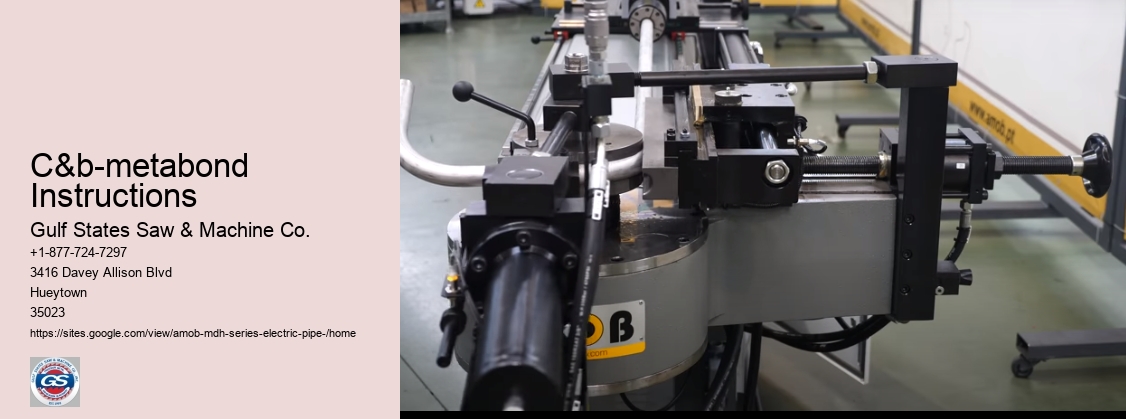 C&b-metabond
Instructions
Gulf States Saw & Machine Co.
+1-877-724-7297
3416 Davey Allison Blvd
Hueytown
35023
https://sites.google.com/view/amob-mdh-series-electric-pipe-/home
GS
www.amob.pt
OB
.com